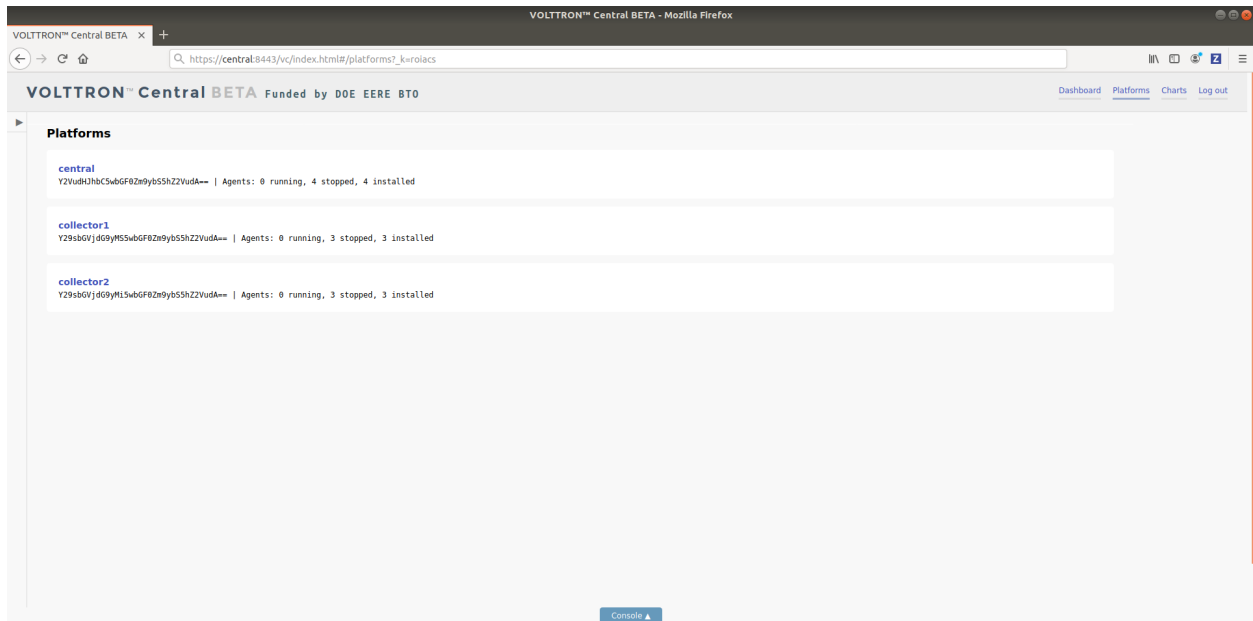 VOLTTRON™ Central BETA - Mozilla Firefox
VOLTTRON™ Central BETA × +
https://central:8443/vc/index.html#/platforms?_k=roiacs
VOLTTRON™ Central BETA Funded by DOE EERE BTO
Dashboard Platforms Charts Log out
Platforms
central
Y2VudHJhbC5wbGF0Zm9ybS5hZ2VudA== | Agents: 0 running, 4 stopped, 4 installed
collector1
Y29sbGVjdG9yMS5wbGF0Zm9ybS5hZ2VudA== | Agents: 0 running, 3 stopped, 3 installed
collector2
Y29sbGVjdG9yMi5wbGF0Zm9ybS5hZ2VudA== | Agents: 0 running, 3 stopped, 3 installed
Console ▲